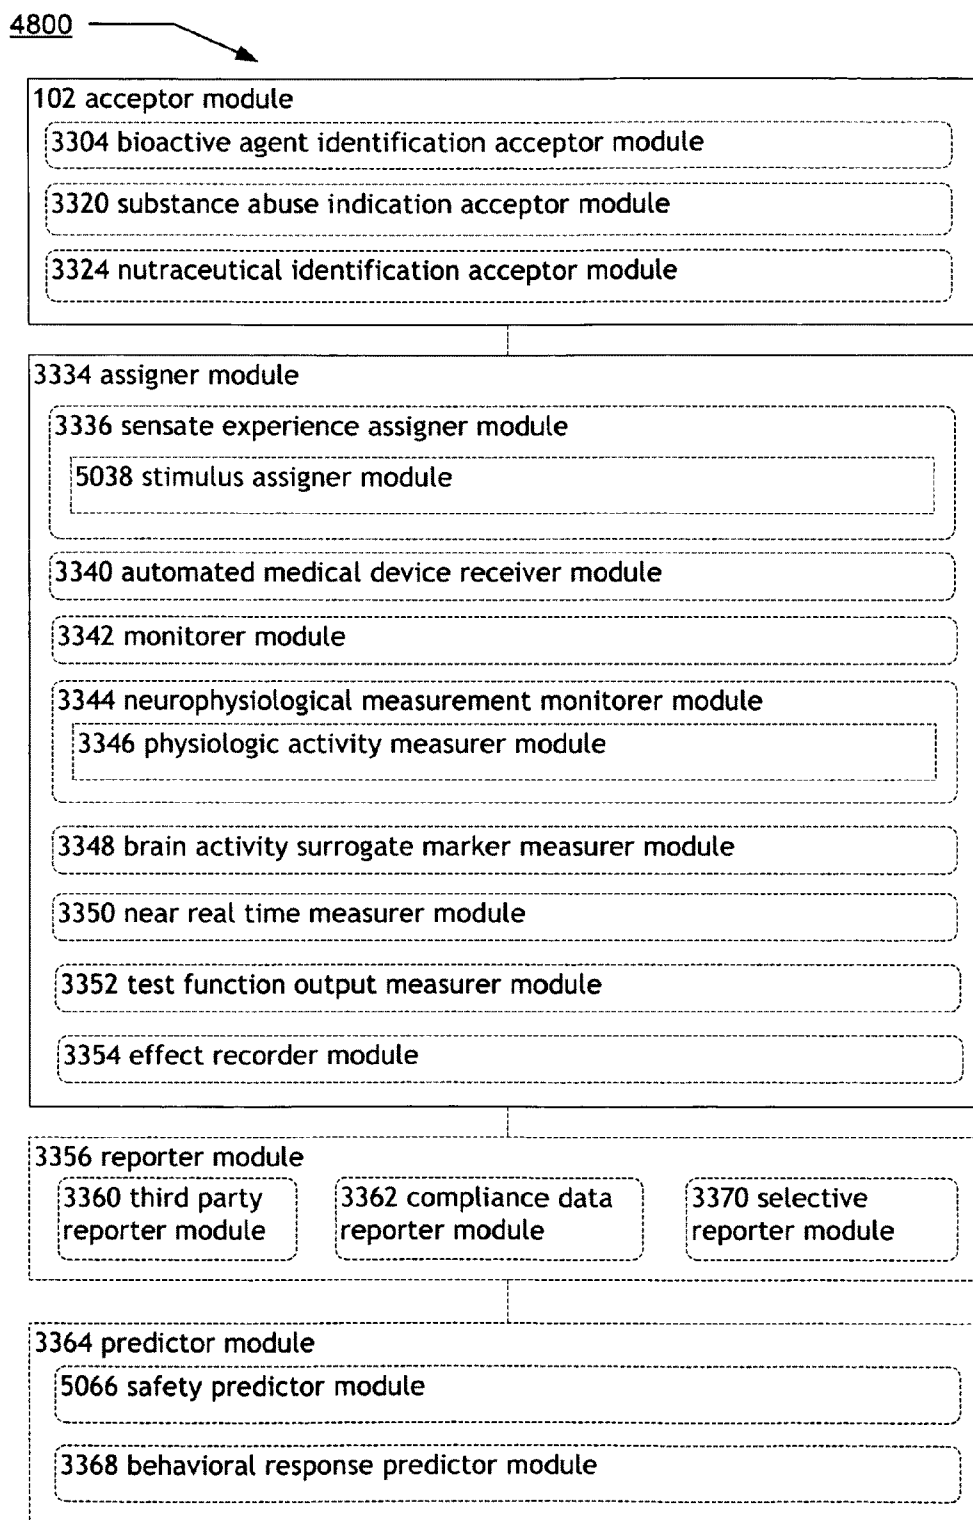 4800
102 acceptor module
3304 bioactive agent identification acceptor module
3320 substance abuse indication acceptor module
3324 nutraceutical identification acceptor module
3334 assigner module
3336 sensate experience assigner module
5038 stimulus assigner module
3340 automated medical device receiver module
3342 monitorer module
3344 neurophysiological measurement monitorer module
3346 physiologic activity measurer module
3348 brain activity surrogate marker measurer module
3350 near real time measurer module
3352 test function output measurer module
3354 effect recorder module
3356 reporter module
3360 third party
reporter module
3362 compliance data
reporter module
3370 selective
reporter module
3364 predictor module
5066 safety predictor module
3368 behavioral response predictor module